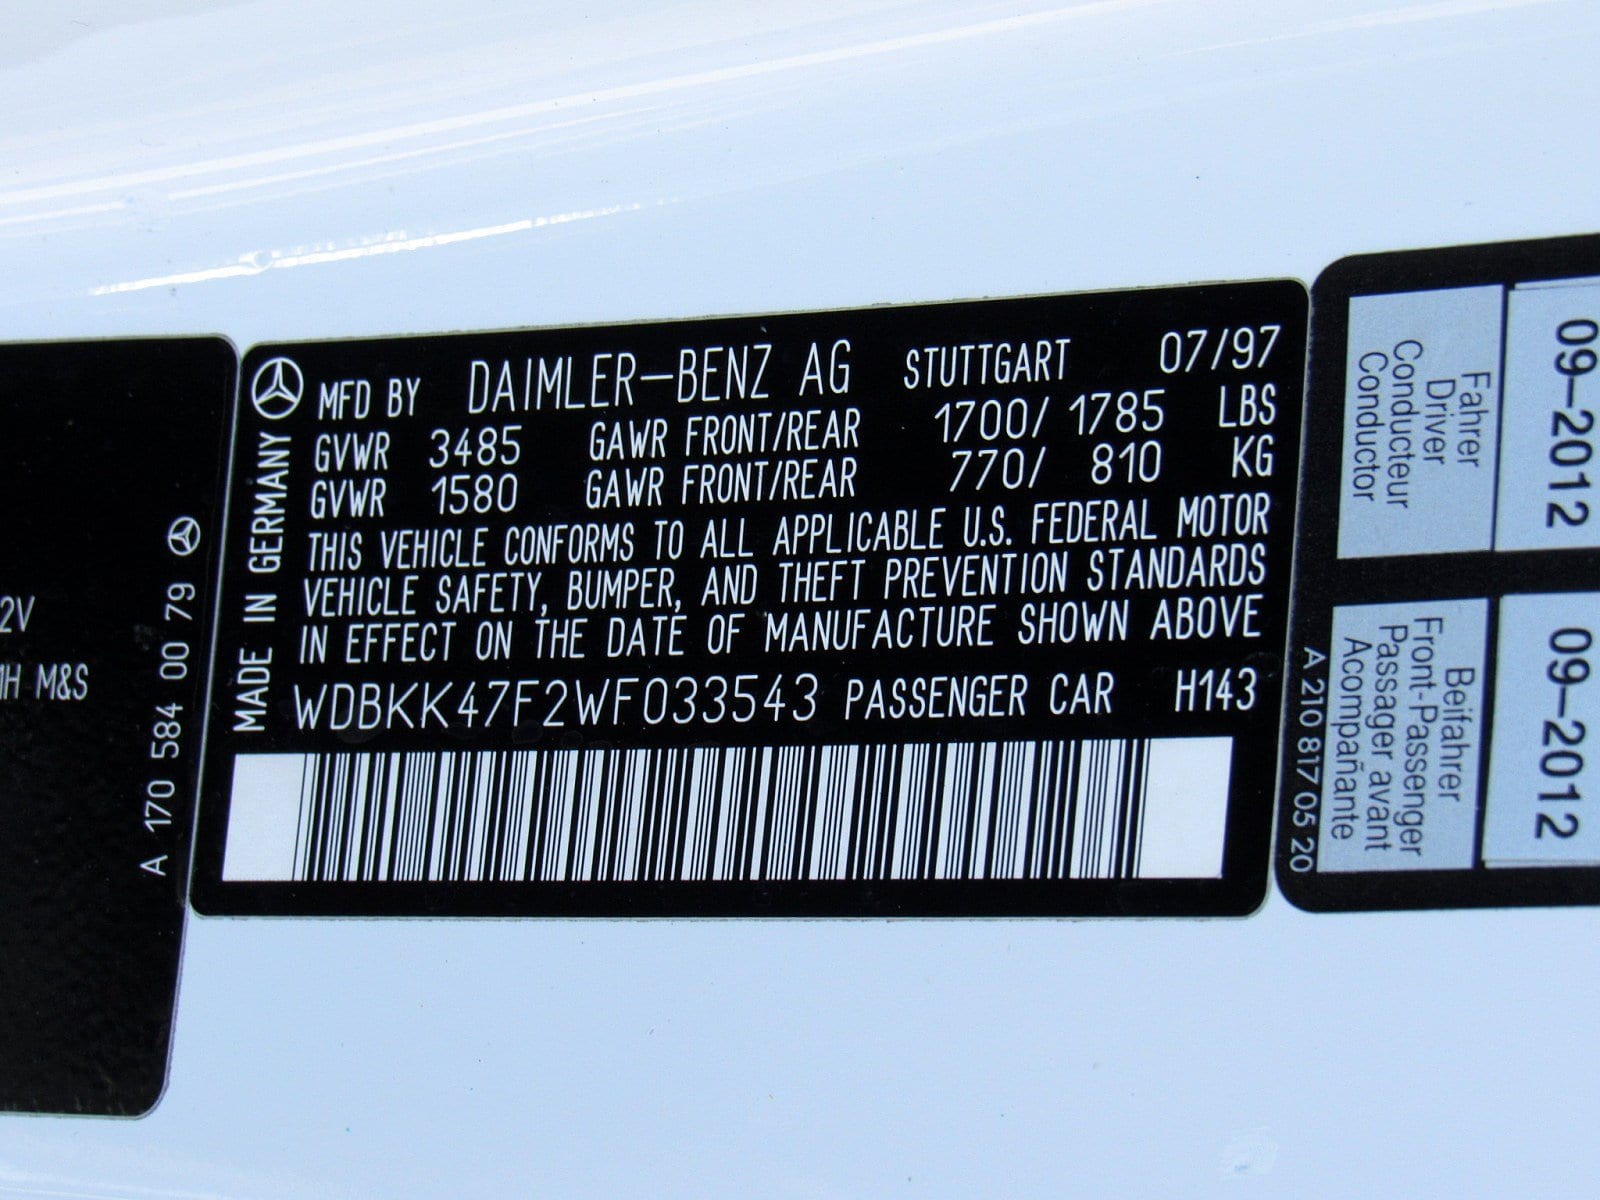 2V
1H M&S
A 170 584 00 79
MADE IN GERMANY
MFD BY DAIMLER-BENZ AG STUTTGART 07/97
GVWR 3485 GAWR FRONT/REAR 1700/ 1785 LBS
GVWR 1580 GAWR FRONT/REAR 770/ 810 KG
THIS VEHICLE CONFORMS TO ALL APPLICABLE U.S. FEDERAL MOTOR
VEHICLE SAFETY, BUMPER, AND THEFT PREVENTION STANDARDS
IN EFFECT ON THE DATE OF MANUFACTURE SHOWN ABOVE
WDBKK47F2WF033543 PASSENGER CAR H143
09-2012
Fahrer
Driver
Conducteur
Conductor
09-2012
Beifahrer
Front-Passenger
Passager avant
Acompañante
A 210 817 05 20